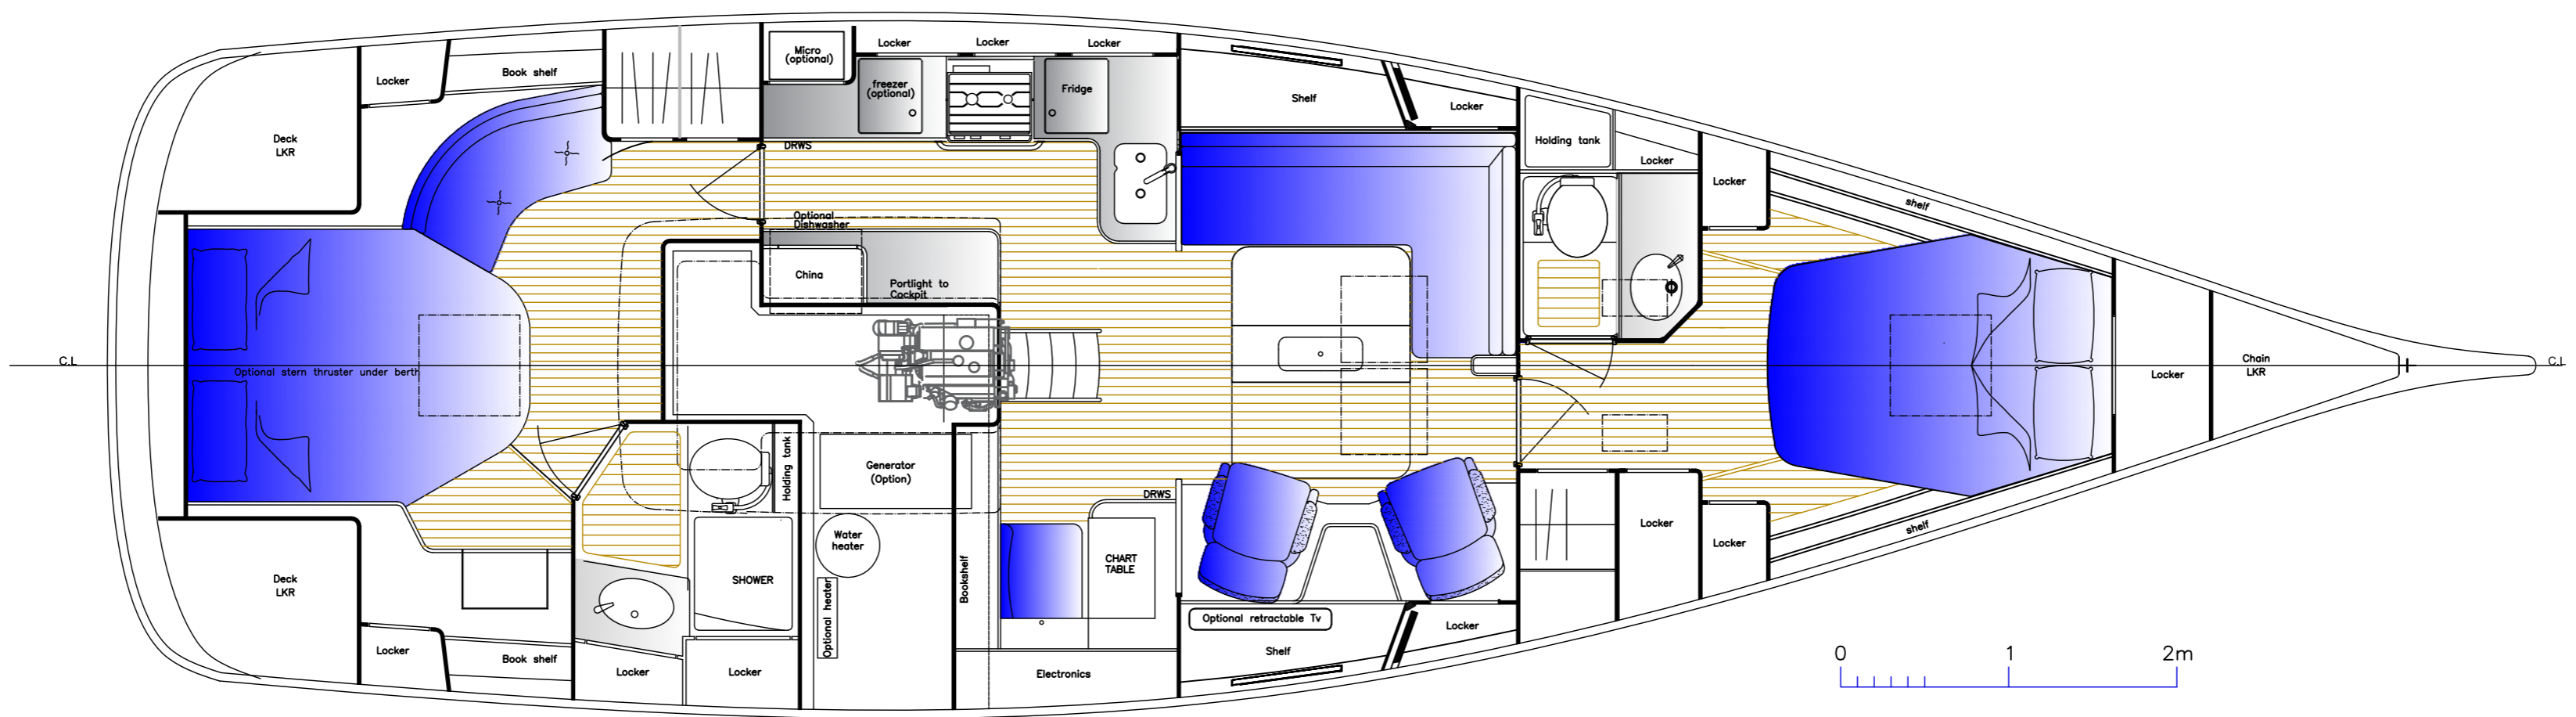 Micro
(optional)
Locker
Locker
Locker
Locker
Book shelf
freezer
(optional)
Fridge
Shelf
Locker
Deck
LKR
DRWS
Holding tank
Locker
Locker
shelf
Optional
Dishwasher
China
Portlight to
Cockpit
C.L
Optional stern thruster under berth
Locker
Chain
LKR
C.L
Holding tank
Generator
(Option)
DRWS
Water
heater
Deck
LKR
SHOWER
Optional heater
Bookshelf
CHART
TABLE
Locker
Locker
shelf
Optional retractable Tv
Locker
Locker
Book shelf
Locker
Locker
Electronics
Shelf
0
1
2m